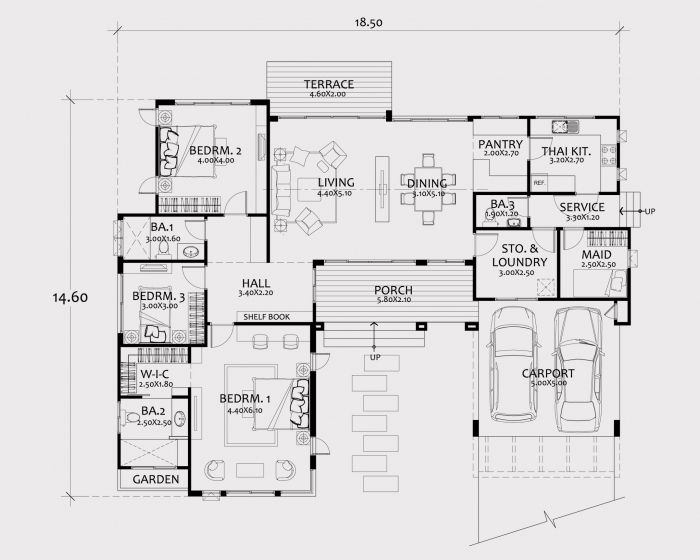 18.50
TERRACE
4.60X2.00
BEDRM. 2
4.00X4.00
PANTRY
2.00X2.70
THAI KIT.
3.20X2.70
LIVING
4.40X5.10
DINING
3.10X5.10
REF.
BA.3
1.90X1.20
SERVICE
3.30X1.20
UP
BA.1
3.00X1.60
STO. &
LOUNDRY
3.00X2.50
MAID
2.50X2.50
HALL
3.40X2.20
PORCH
5.80X2.10
14.60
BEDRM. 3
3.00X3.00
SHELF BOOK
UP
W-I-C
2.50X1.80
CARPORT
5.00X5.00
BEDRM. 1
4.40X6.10
BA.2
2.50X2.50
GARDEN